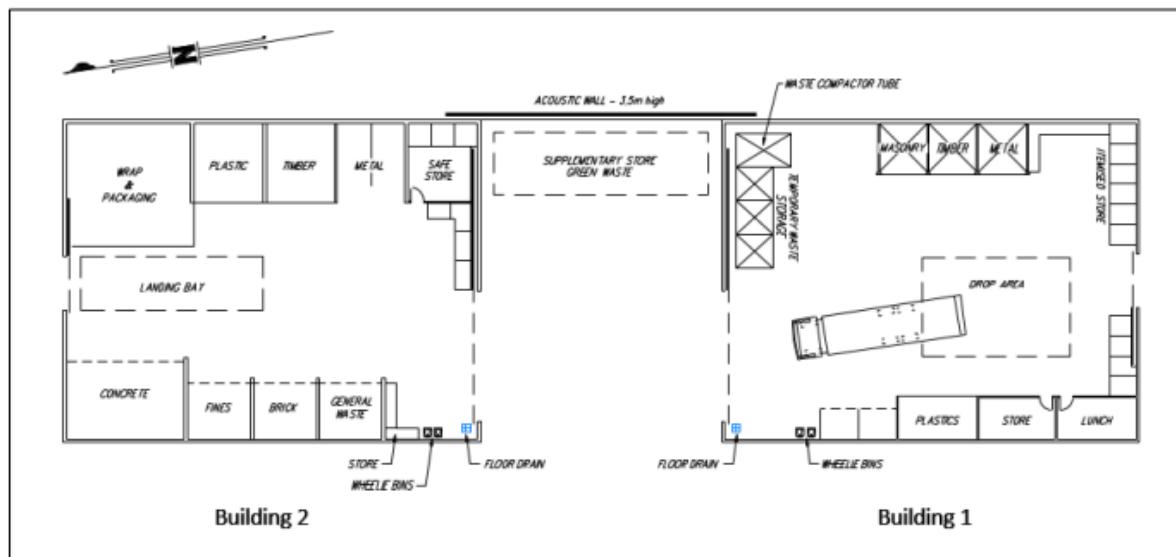 N
ACOUSTIC WALL - 3.5m high
WASTE COMPACTOR TUBE
WRAP
&
PACKAGING
PLASTIC
TIMBER
METAL
SAFE
STORE
SUPPLEMENTARY STORE
GREEN WASTE
TEMPORARY WASTE
STORAGE
MASONRY
TIMBER
METAL
ITEMISED STORE
LANDING BAY
DROP AREA
CONCRETE
FINES
BRICK
GENERAL
WASTE
PLASTICS
STORE
LUNCH
STORE
WHEELIE BINS
FLOOR DRAIN
FLOOR DRAIN
WHEELIE BINS
Building 2
Building 1